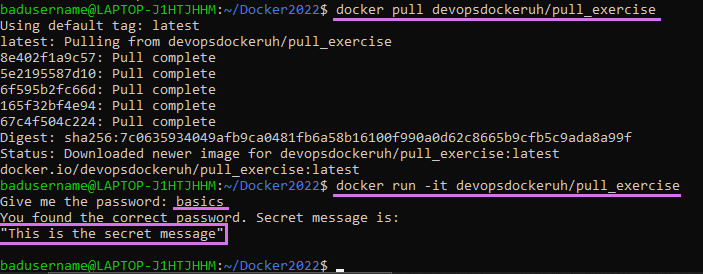 badusername@LAPTOP-J1HTJHHM:~/Docker2022$ docker pull devopsdockeruh/pull_exercise
Using default tag: latest
latest: Pulling from devopsdockeruh/pull_exercise
8e402f1a9c57: Pull complete
5e2195587d10: Pull complete
6f595b2fc66d: Pull complete
165f32bf4e94: Pull complete
67c4f504c224: Pull complete
Digest: sha256:7c0635934049afb9ca0481fb6a58b16100f990a0d62c8665b9cfb5c9ada8a99f
Status: Downloaded newer image for devopsdockeruh/pull_exercise:latest
docker.io/devopsdockeruh/pull_exercise:latest
badusername@LAPTOP-J1HTJHHM:~/Docker2022$ docker run -it devopsdockeruh/pull_exercise
Give me the password: basics
You found the correct password. Secret message is:
"This is the secret message"
badusername@LAPTOP-J1HTJHHM:~/Docker2022$